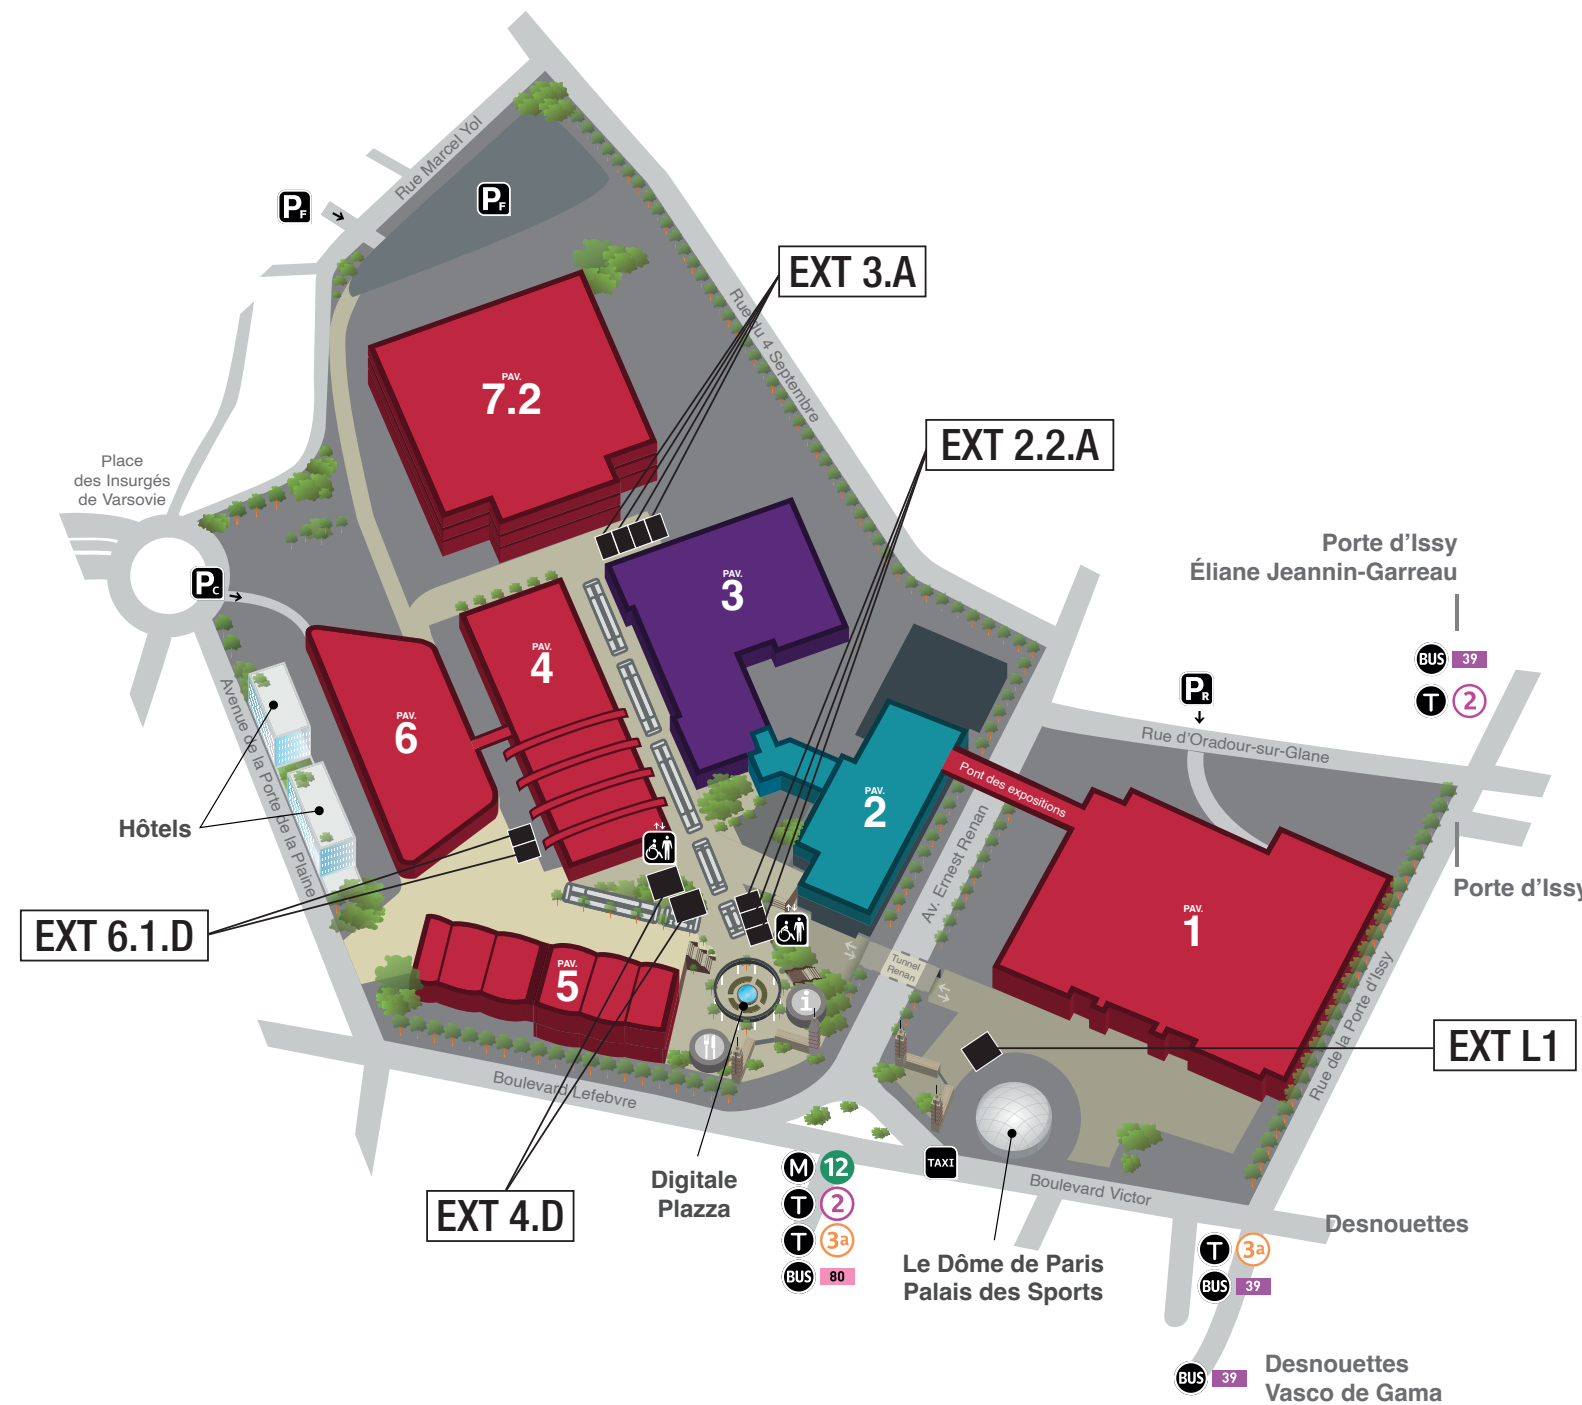 Rue Marcel Yol
PF
PF
EXT 3.A
Rue du 4 Septembre
PAV.
7.2
EXT 2.2.A
Place
des Insurgés
de Varsovie
Porte d'Issy
Éliane Jeannin-Garreau
BUS 39
T 2
PC
PAV.
3
PAV.
4
PAV.
6
PR
Rue d'Oradour-sur-Glane
Avenue de la Porte de la Plaine
Hôtels
Pont des expositions
PAV.
2
Av. Ernest Renan
Porte d'Issy
PAV.
1
EXT 6.1.D
PAV.
5
Tunnel
Renan
i
Rue de la Porte d'Issy
EXT L1
Boulevard Lefebvre
EXT 4.D
Digitale
Plazza
M 12
T 2
T 3a
BUS 80
TAXI
Boulevard Victor
Le Dôme de Paris
Palais des Sports
Desnouettes
T 3a
BUS 39
BUS 39
Desnouettes
Vasco de Gama